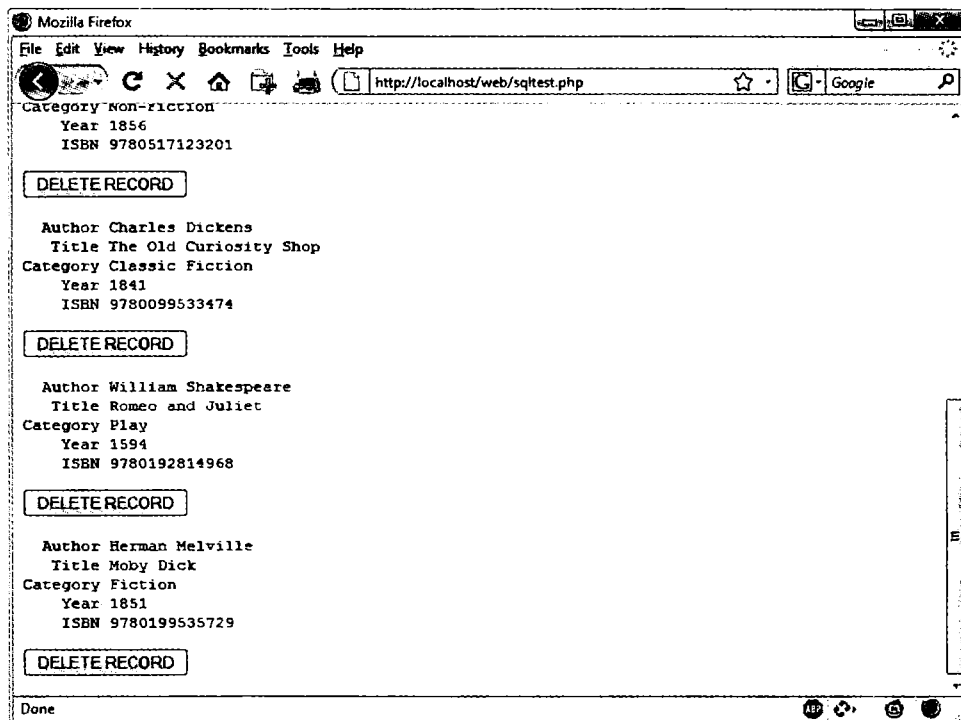 Mozilla Firefox
File Edit View History Bookmarks Tools Help
http://localhost/web/sqltest.php
G Google
Category Non-Fiction
Year 1856
ISBN 9780517123201
DELETE RECORD
Author Charles Dickens
Title The Old Curiosity Shop
Category Classic Fiction
Year 1841
ISBN 9780099533474
DELETE RECORD
Author William Shakespeare
Title Romeo and Juliet
Category Play
Year 1594
ISBN 9780192814968
DELETE RECORD
Author Herman Melville
Title Moby Dick
Category Fiction
Year 1851
ISBN 9780199535729
DELETE RECORD
Done
ABP